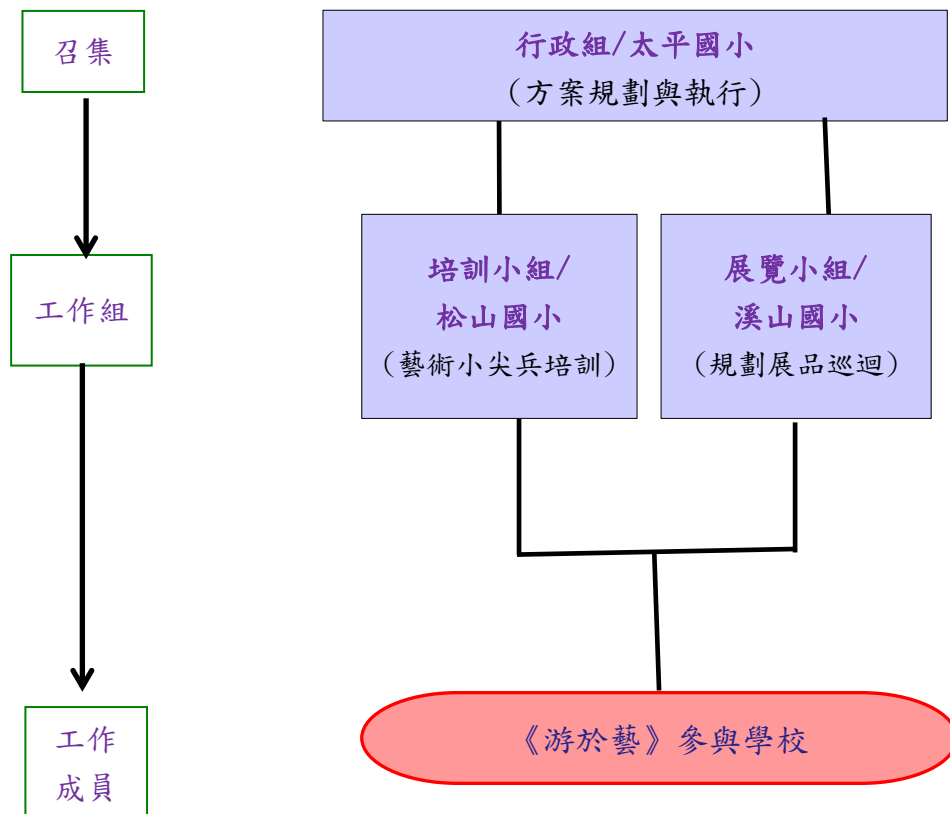 召集
行政組/太平國小
（方案規劃與執行）
工作組
培訓小組/
松山國小
（藝術小尖兵培訓）
展覽小組/
溪山國小
（規劃展品巡迴）
工作
成員
《游於藝》參與學校